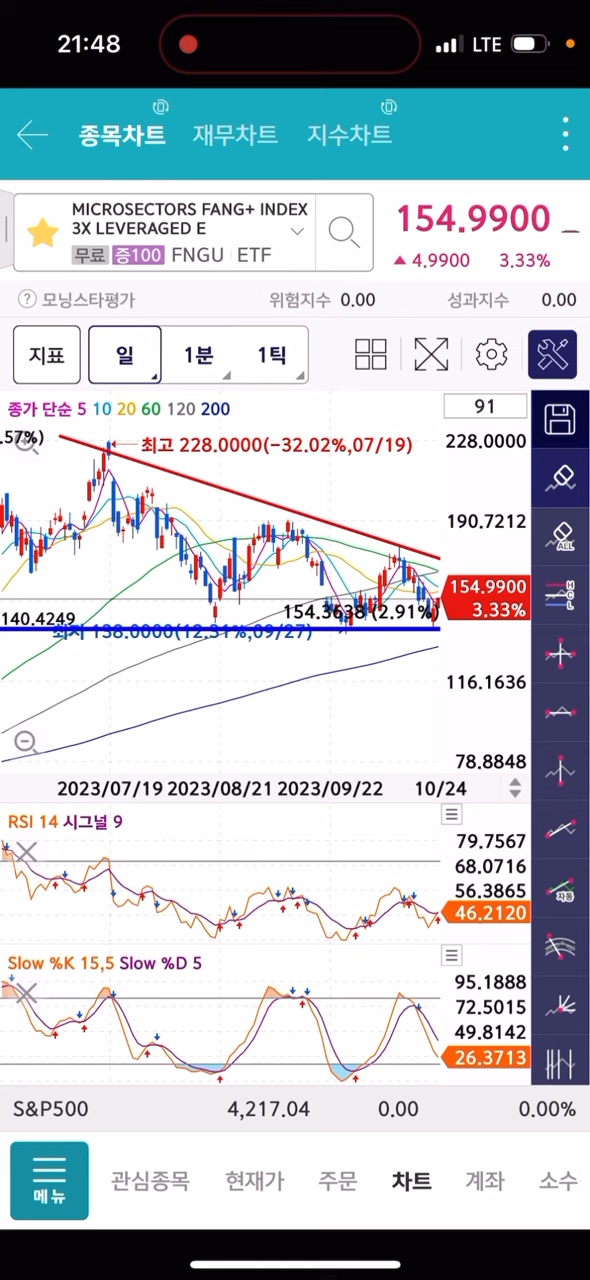 21:48 LTE
종목차트 재무차트 지수차트
MICROSECTORS FANG+ INDEX
3X LEVERAGED E
무료 증100 FNGU ETF
154.9900
▲ 4.9900 3.33%
? 모닝스타평가 위험지수 0.00 성과지수 0.00
지표 일 1분 1틱
종가 단순 5 10 20 60 120 200
91
.57%)
최고 228.0000(-32.02%,07/19)
228.0000
190.7212
154.9900
3.33%
154.3638 (2.91%)
140.4249
최저 138.0000(12.31%,09/27)
116.1636
78.8848
2023/07/19 2023/08/21 2023/09/22 10/24
RSI 14 시그널 9
79.7567
68.0716
56.3865
46.2120
Slow %K 15,5 Slow %D 5
95.1888
72.5015
49.8142
26.3713
ALL
H
C
L
자동
S&P500 4,217.04 0.00 0.00%
메뉴 관심종목 현재가 주문 차트 계좌 소수